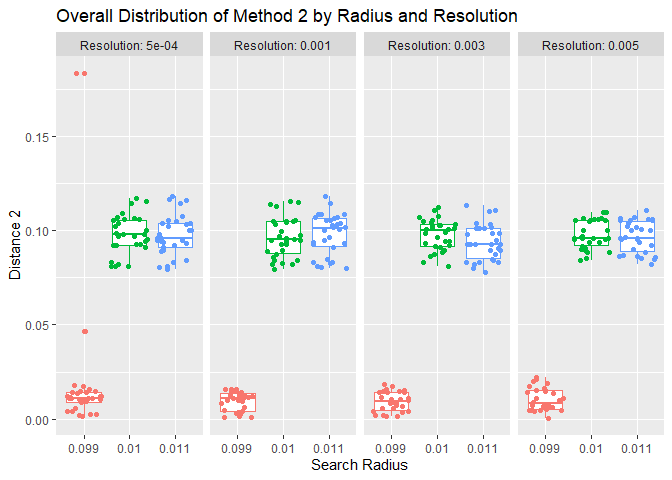 Overall Distribution of Method 2 by Radius and Resolution
Resolution: 5e-04 Resolution: 0.001 Resolution: 0.003 Resolution: 0.005
0.15
0.10
0.05
0.00
Distance 2
0.099 0.01 0.011 0.099 0.01 0.011 0.099 0.01 0.011 0.099 0.01 0.011
Search Radius